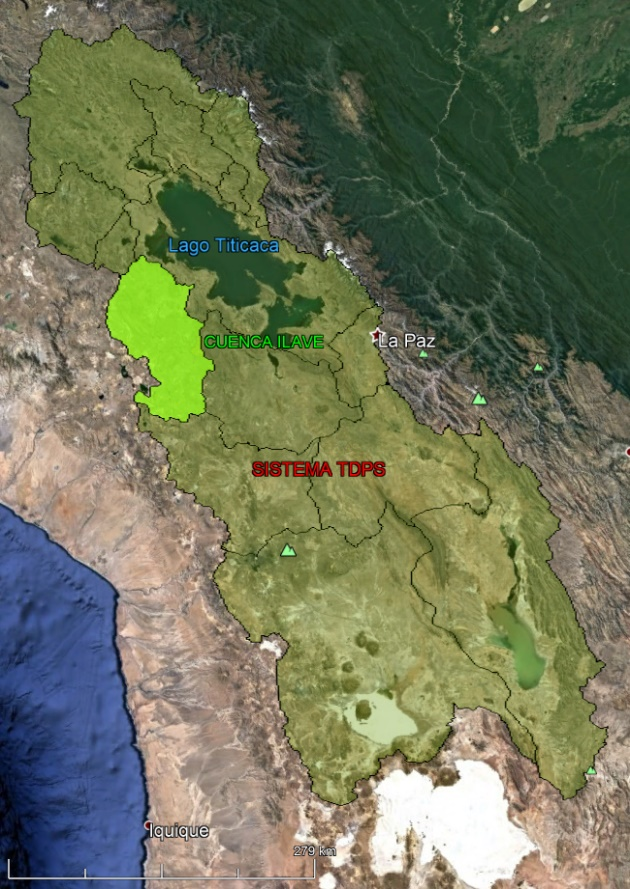 Lago Titicaca
CUENCA ILAVE
La Paz
SISTEMA TDPS
Iquique
279 km